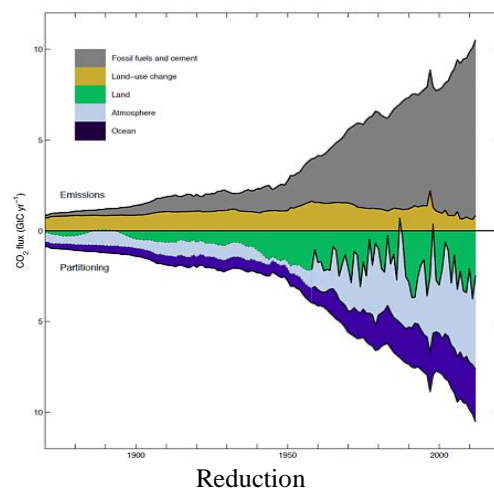 10
Fossil fuels and cement
Land-use change
Land
Atmosphere
Ocean
5
Emissions
0
CO2 flux (GtC yr⁻¹)
Partitioning
5
10
1900
1950
2000
Reduction